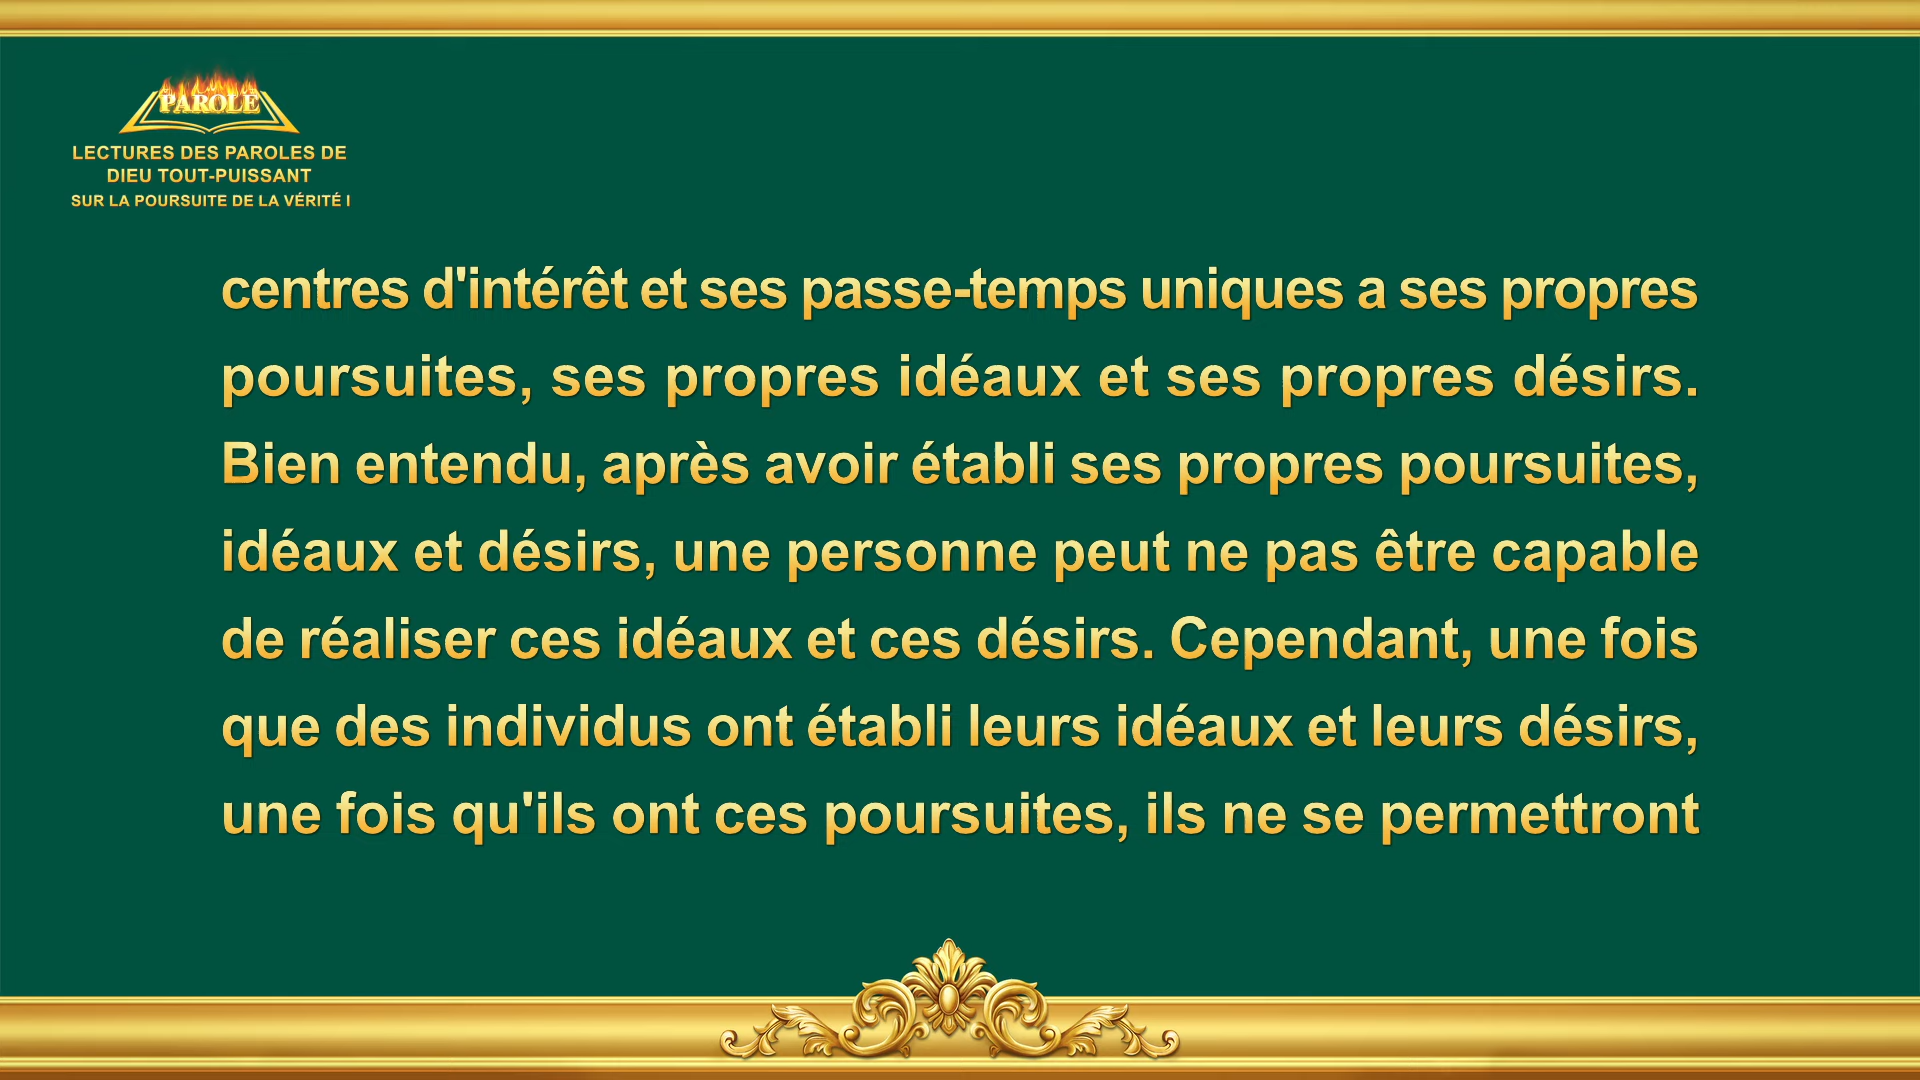 PAROLE
LECTURES DES PAROLES DE
DIEU TOUT-PUISSANT
SUR LA POURSUITE DE LA VÉRITÉ I
centres d'intérêt et ses passe-temps uniques a ses propres
poursuites, ses propres idéaux et ses propres désirs.
Bien entendu, après avoir établi ses propres poursuites,
idéaux et désirs, une personne peut ne pas être capable
de réaliser ces idéaux et ces désirs. Cependant, une fois
que des individus ont établi leurs idéaux et leurs désirs,
une fois qu'ils ont ces poursuites, ils ne se permettront